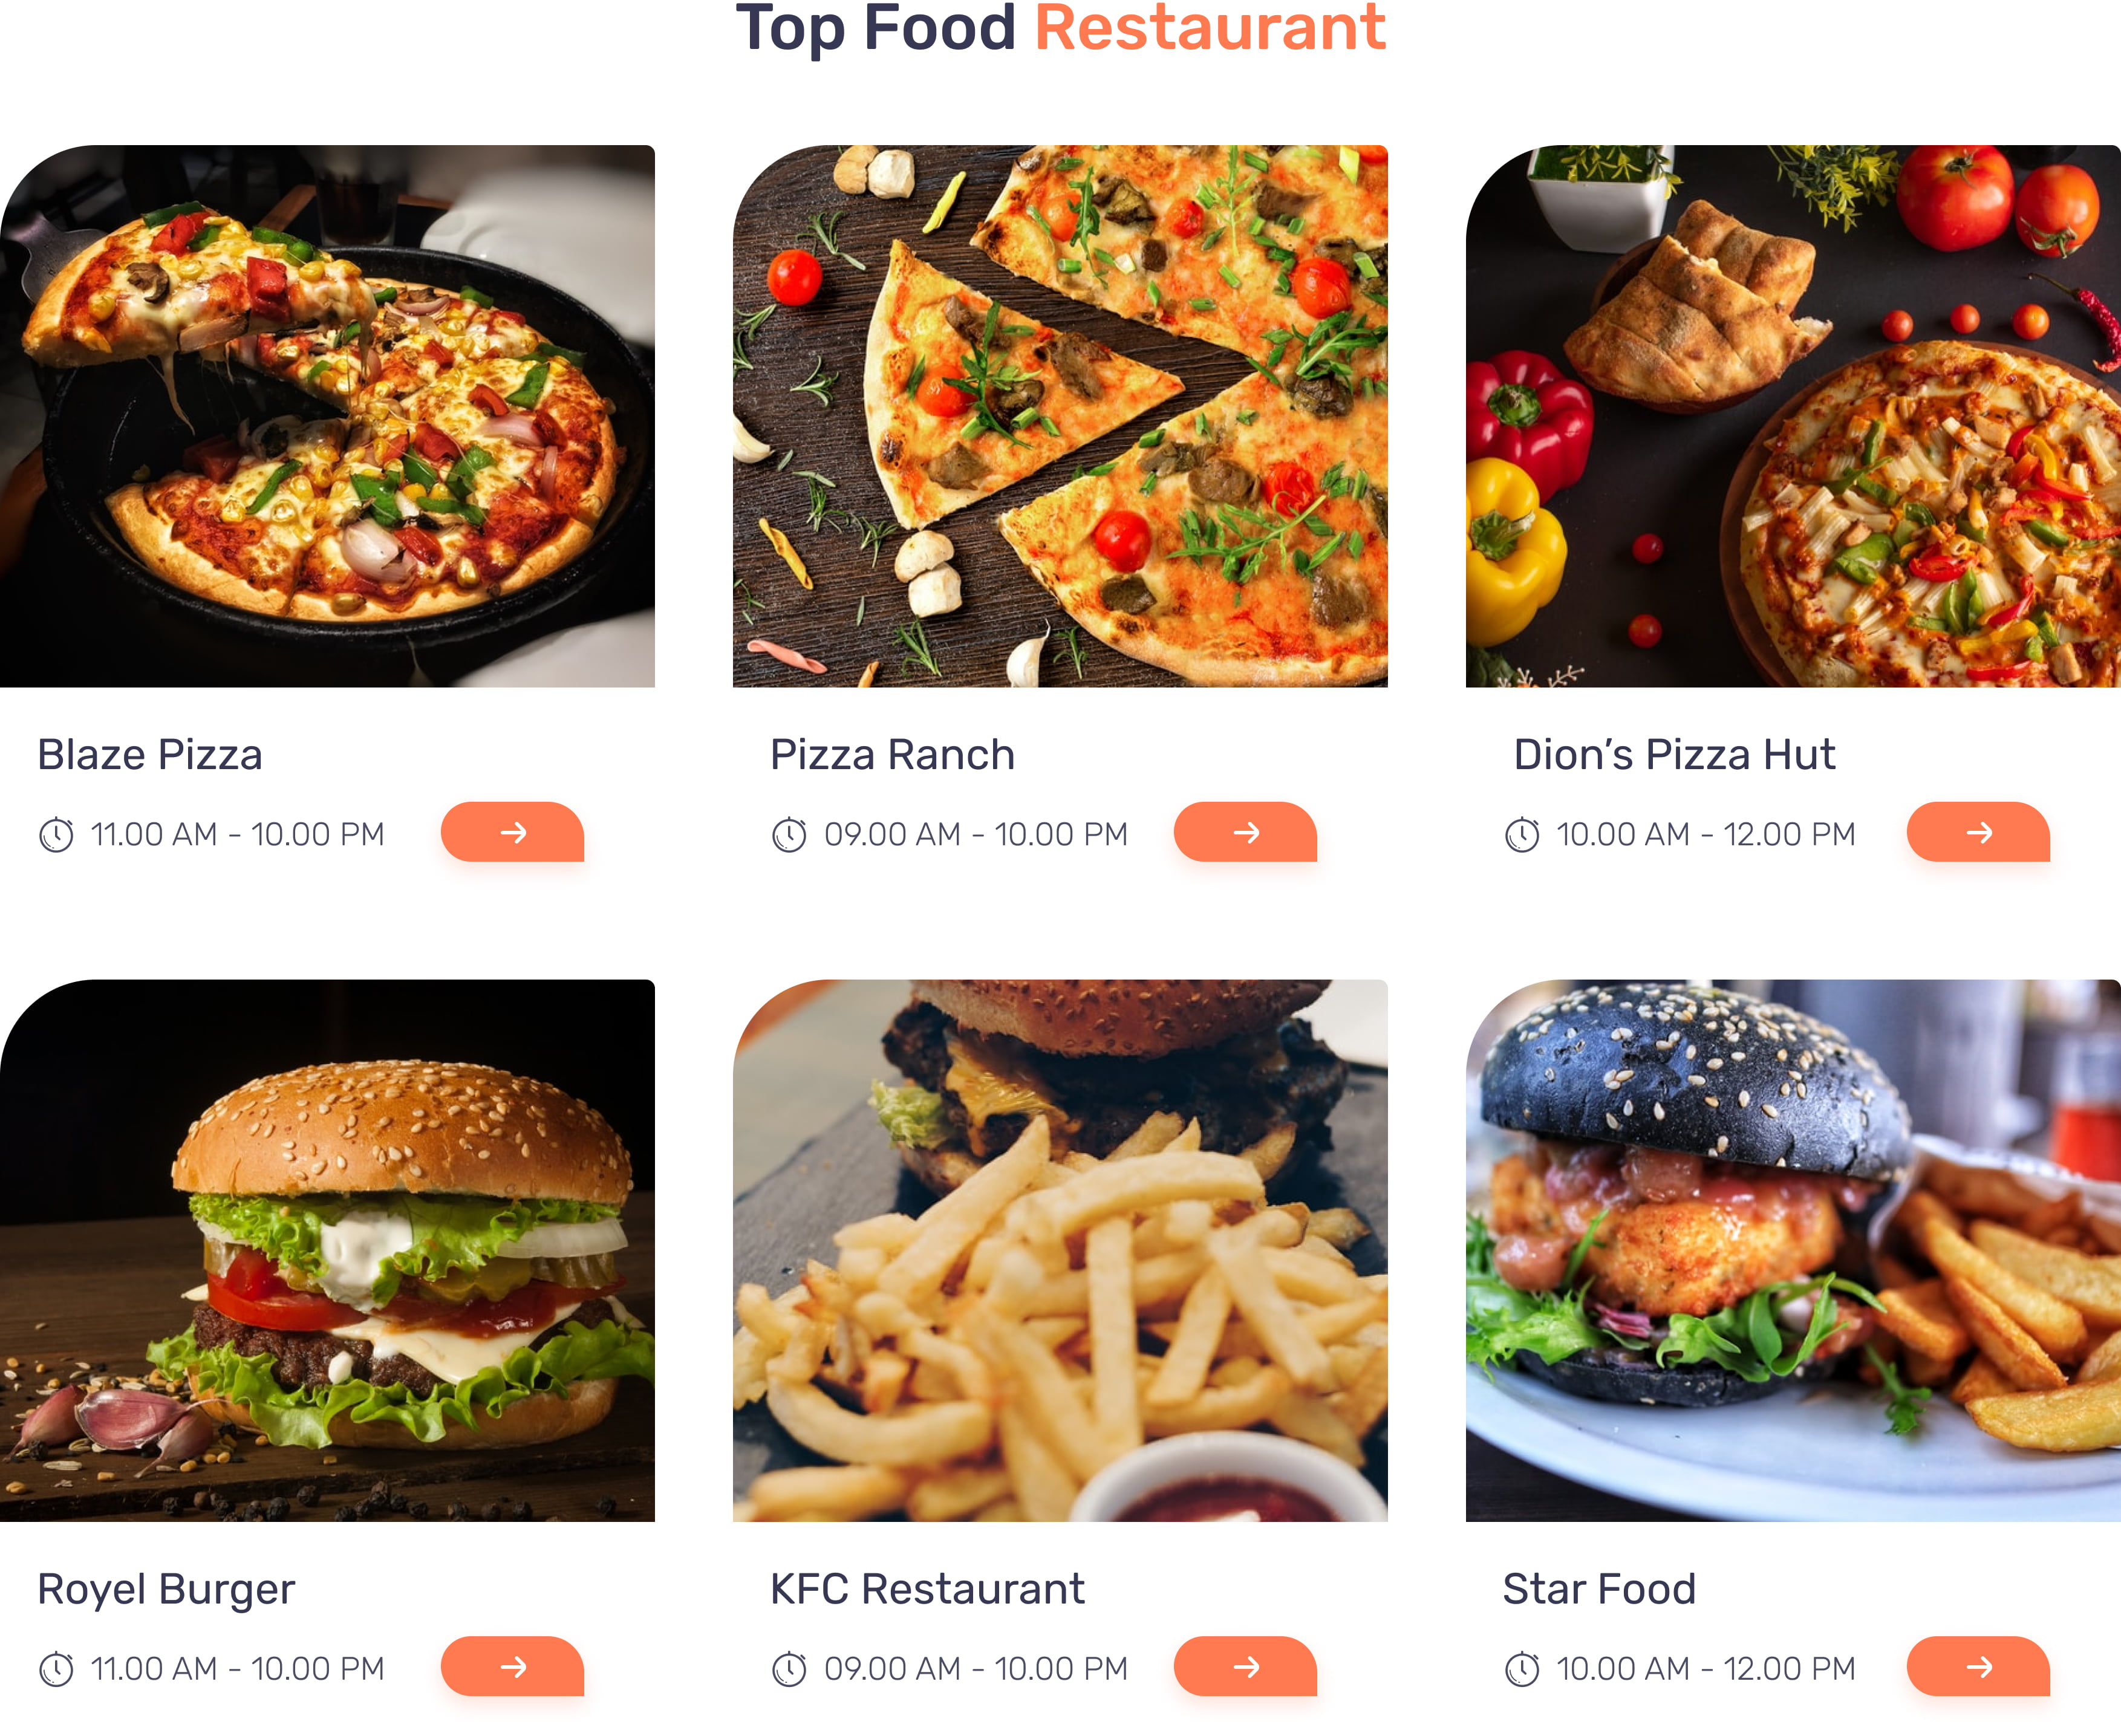 Top Food Restaurant
Blaze Pizza
11.00 AM - 10.00 PM
Pizza Ranch
09.00 AM - 10.00 PM
Dion’s Pizza Hut
10.00 AM - 12.00 PM
Royel Burger
11.00 AM - 10.00 PM
KFC Restaurant
09.00 AM - 10.00 PM
Star Food
10.00 AM - 12.00 PM